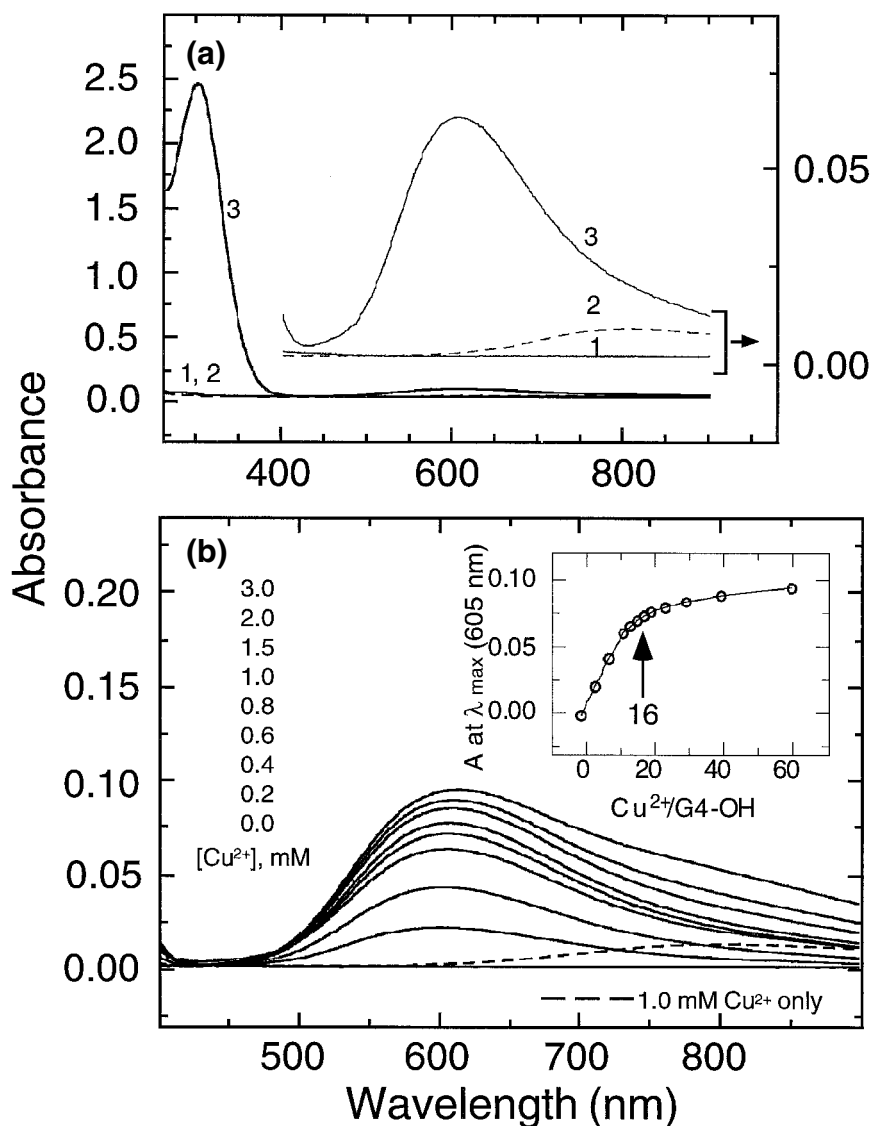 Absorbance
(a)
2.5
2.0
1.5
1.0
0.5
0.0
0.05
0.00
3
3
2
1
1, 2
400 600 800
(b)
0.20
0.15
0.10
0.05
0.00
3.0
2.0
1.5
1.0
0.8
0.6
0.4
0.2
0.0
[Cu²⁺], mM
A at λ max (605 nm)
0.10
0.05
0.00
16
0 20 40 60
Cu²⁺/G4-OH
1.0 mM Cu²⁺ only
500 600 700 800
Wavelength (nm)